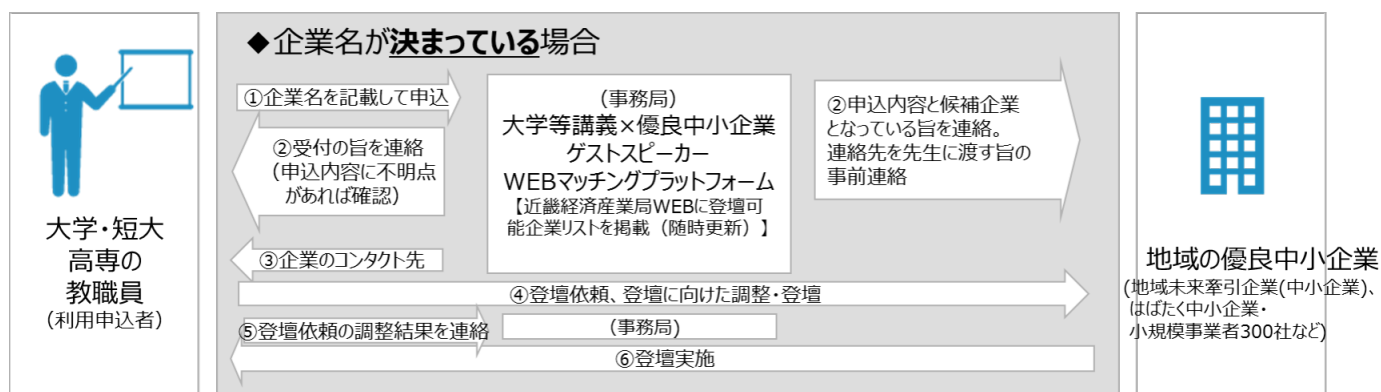 ◆企業名が決まっている場合
①企業名を記載して申込
②受付の旨を連絡
(申込内容に不明点
があれば確認)
(事務局)
大学等講義×優良中小企業
ゲストスピーカー
WEBマッチングプラットフォーム
【近畿経済産業局WEBに登壇可
能企業リストを掲載（随時更新）】
②申込内容と候補企業
となっている旨を連絡。
連絡先を先生に渡す旨の
事前連絡
③企業のコンタクト先
④登壇依頼、登壇に向けた調整・登壇
⑤登壇依頼の調整結果を連絡
(事務局)
⑥登壇実施
大学・短大
高専の
教職員
(利用申込者)
地域の優良中小企業
(地域未来牽引企業(中小企業)、
はばたく中小企業・
小規模事業者300社など)